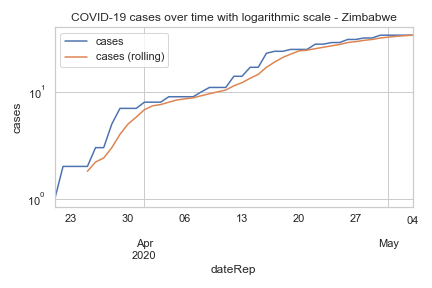 COVID-19 cases over time with logarithmic scale - Zimbabwe
cases
cases (rolling)
cases
10¹
10⁰
23 30 06 13 20 27 04
Apr May
2020
dateRep